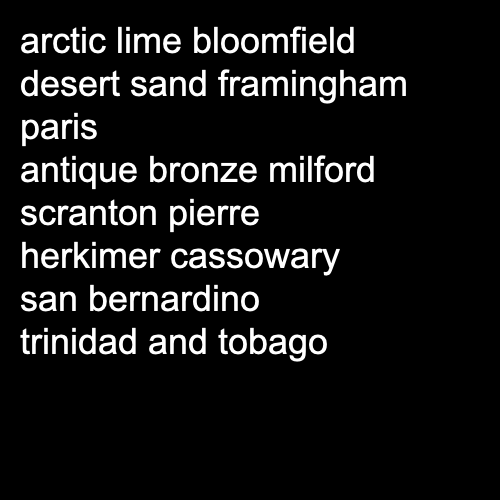 arctic lime bloomfield
desert sand framingham
paris
antique bronze milford
scranton pierre
herkimer cassowary
san bernardino
trinidad and tobago